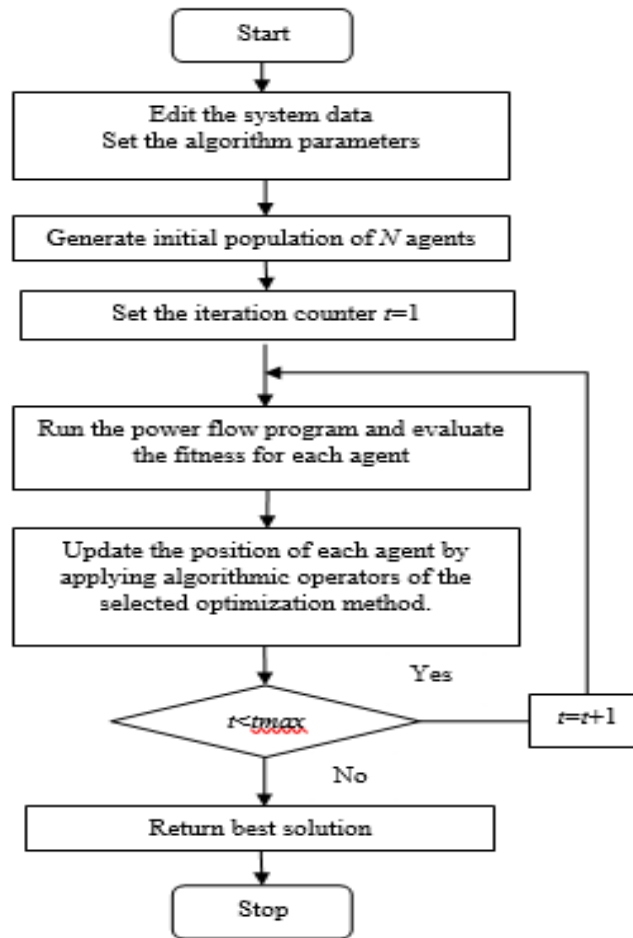 Start
Edit the system data
Set the algorithm parameters
Generate initial population of N agents
Set the iteration counter t=1
Run the power flow program and evaluate
the fitness for each agent
Update the position of each agent by
applying algorithmic operators of the
selected optimization method.
Yes
t<tmax
t=t+1
No
Return best solution
Stop